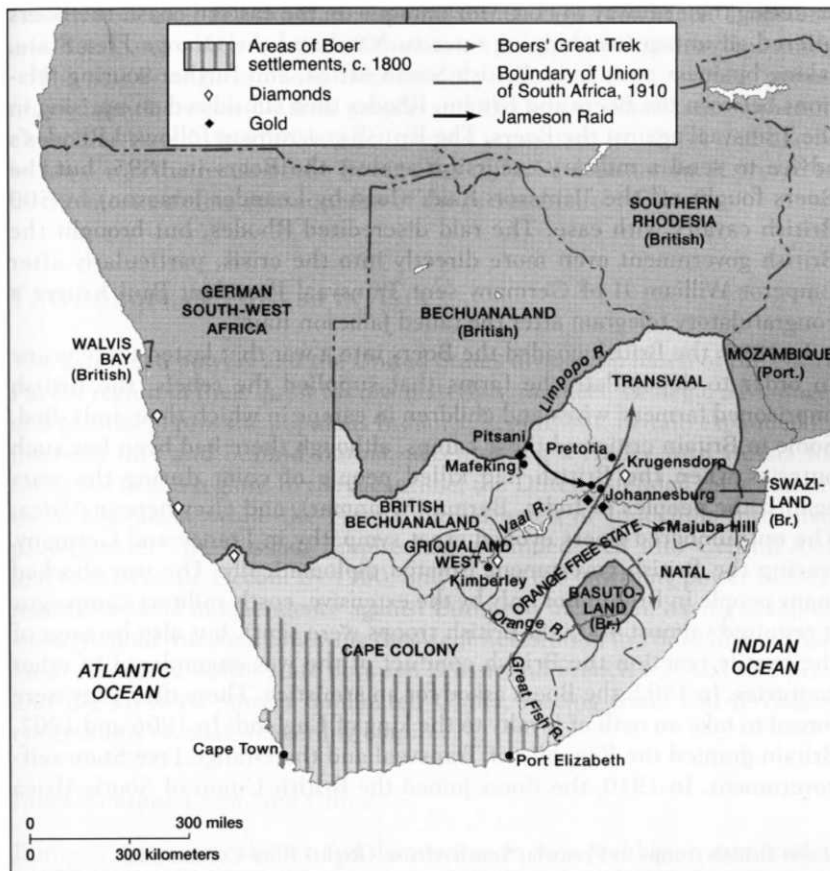 Areas of Boer
settlements, c. 1800
Diamonds
Gold
Boers' Great Trek
Boundary of Union
of South Africa, 1910
Jameson Raid
SOUTHERN
RHODESIA
(British)
GERMAN
SOUTH-WEST
AFRICA
BECHUANALAND
(British)
WALVIS
BAY
(British)
Limpopo R.
MOZAMBIQUE
(Port.)
TRANSVAAL
Pitsani
Pretoria
Krugensdorp
Mafeking
Johannesburg
SWAZI-
LAND
(Br.)
BRITISH
BECHUANALAND
Vaal R.
Majuba Hill
GRIQUALAND
WEST
ORANGE FREE STATE
NATAL
Kimberley
BASUTO-
LAND
(Br.)
Orange R.
CAPE COLONY
Great Fish R.
ATLANTIC
OCEAN
INDIAN
OCEAN
Cape Town
Port Elizabeth
0 300 miles
0 300 kilometers